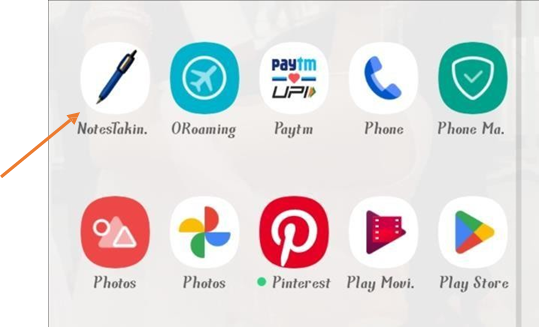 Paytm
UPI
NotesTakin.
ORoaming
Paytm
Phone
Phone Ma.
Photos
Photos
Pinterest
Play Movi.
Play Store